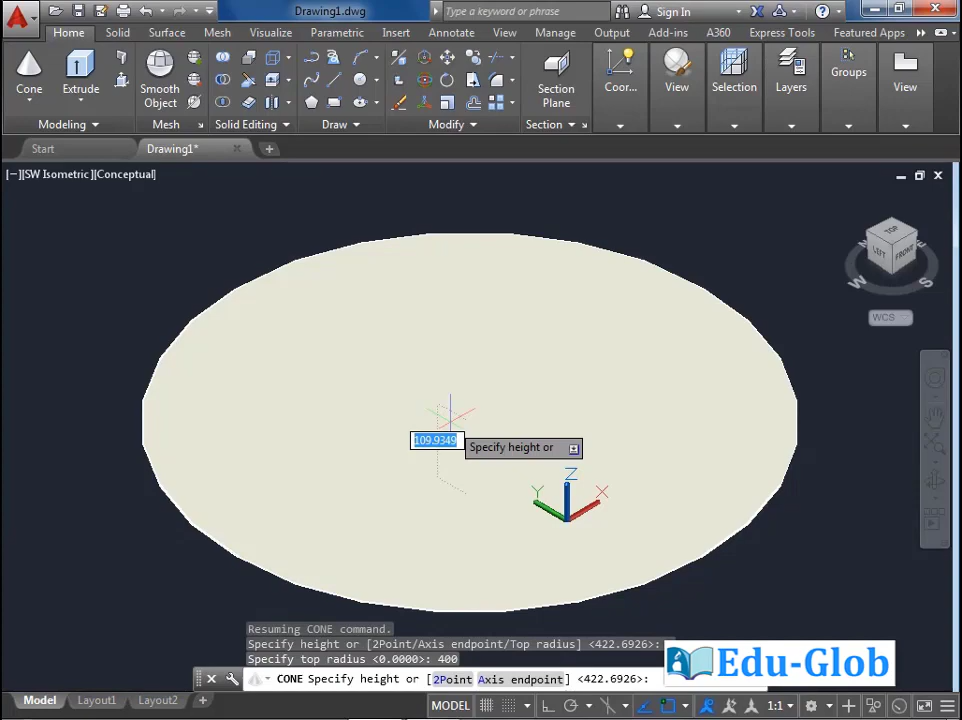 Drawing1.dwg
Type a keyword or phrase
Sign In
Home Solid Surface Mesh Visualize Parametric Insert Annotate View Manage Output Add-ins A360 Express Tools Featured Apps
Cone
Extrude
Smooth
Object
Section
Plane
Coor...
View
Selection
Layers
Groups
View
Modeling
Mesh
Solid Editing
Draw
Modify
Section
Start
Drawing1*
[−][SW Isometric][Conceptual]
TOP
LEFT
FRONT
W
S
E
WCS
109.9349
Specify height or
Z
Y
X
Resuming CONE command.
Specify height or [2Point/Axis endpoint/Top radius] <422.6926>:
Specify top radius <0.0000>: 400
CONE Specify height or [2Point Axis endpoint] <422.6926>:
Edu-Glob
Model Layout1 Layout2 +
MODEL
1:1